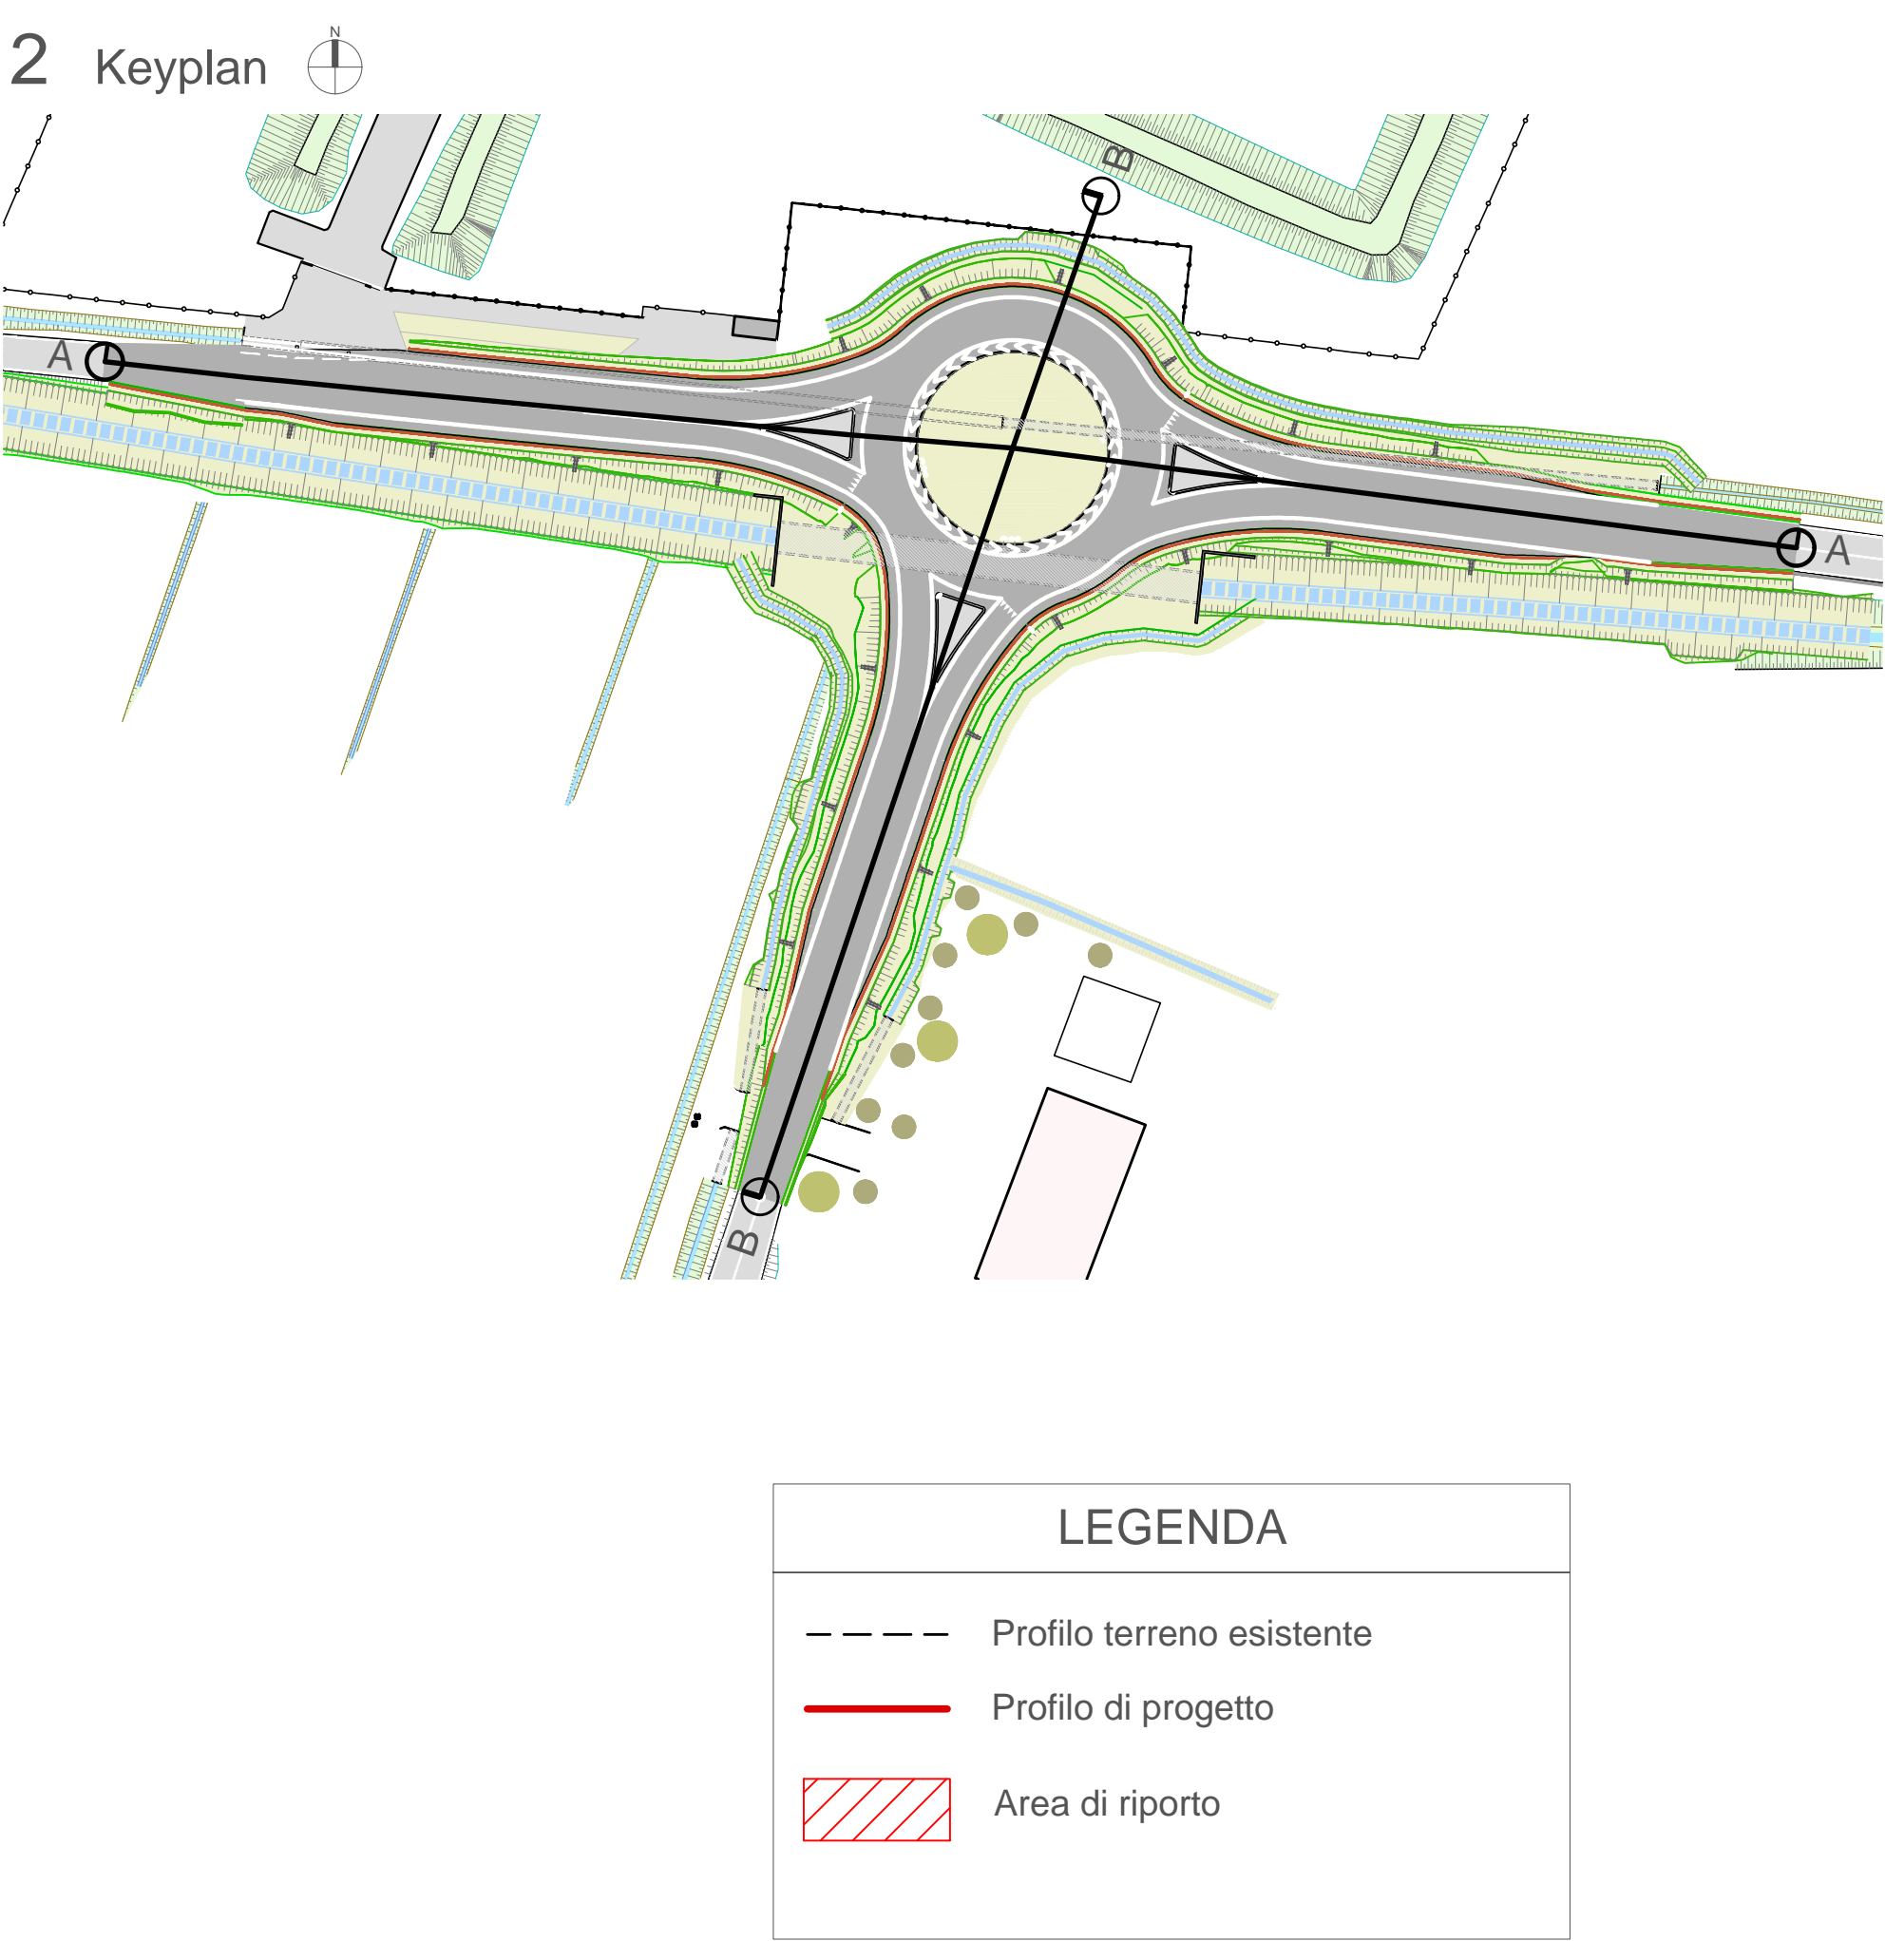 N
2 Keyplan
B
A
A
B
LEGENDA
Profilo terreno esistente
Profilo di progetto
Area di riporto